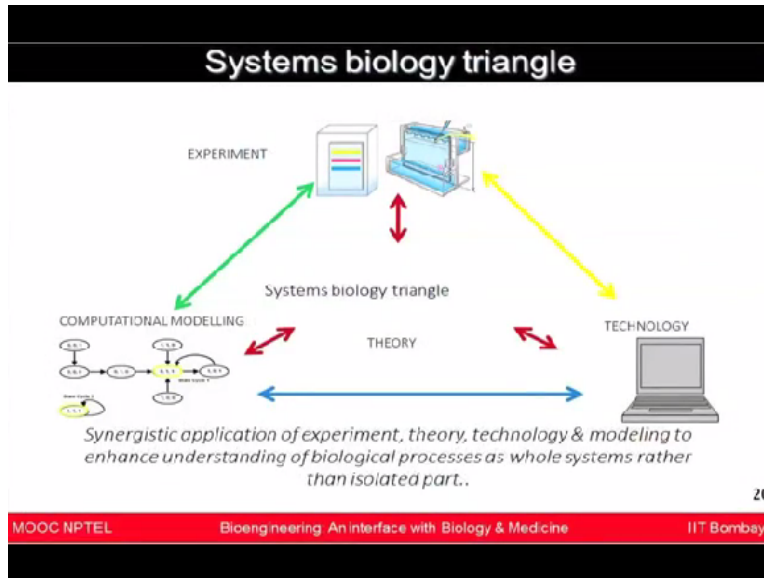 Systems biology triangle
EXPERIMENT
Systems biology triangle
COMPUTATIONAL MODELLING
TECHNOLOGY
THEORY
Synergistic application of experiment, theory, technology & modeling to
enhance understanding of biological processes as whole systems rather
than isolated part..
MOOC NPTEL
Bioengineering: An interface with Biology & Medicine
IIT Bombay